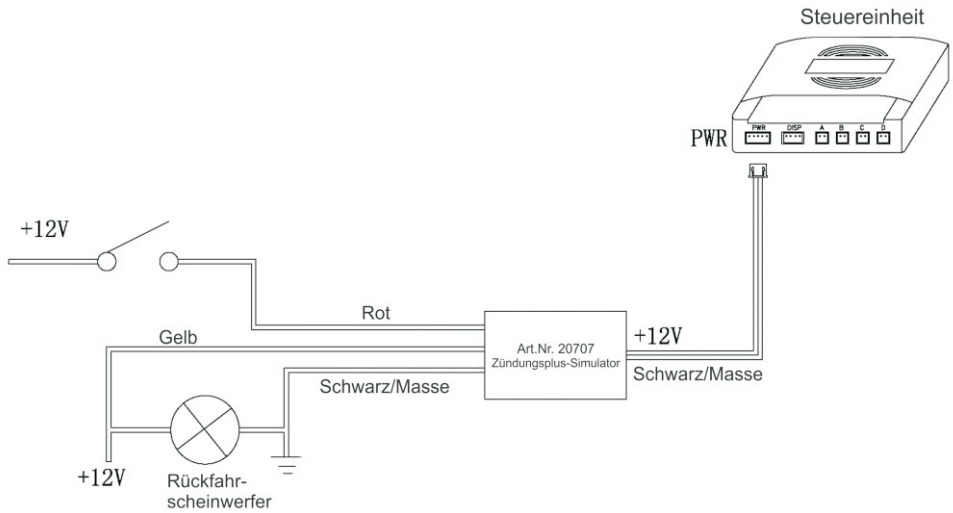 Steuereinheit
PWR
PWR DISP A B C D
+12V
Rot
Gelb
Art.Nr. 20707
Zündungsplus-Simulator
+12V
Schwarz/Masse
Schwarz/Masse
+12V
Rückfahr-
scheinwerfer